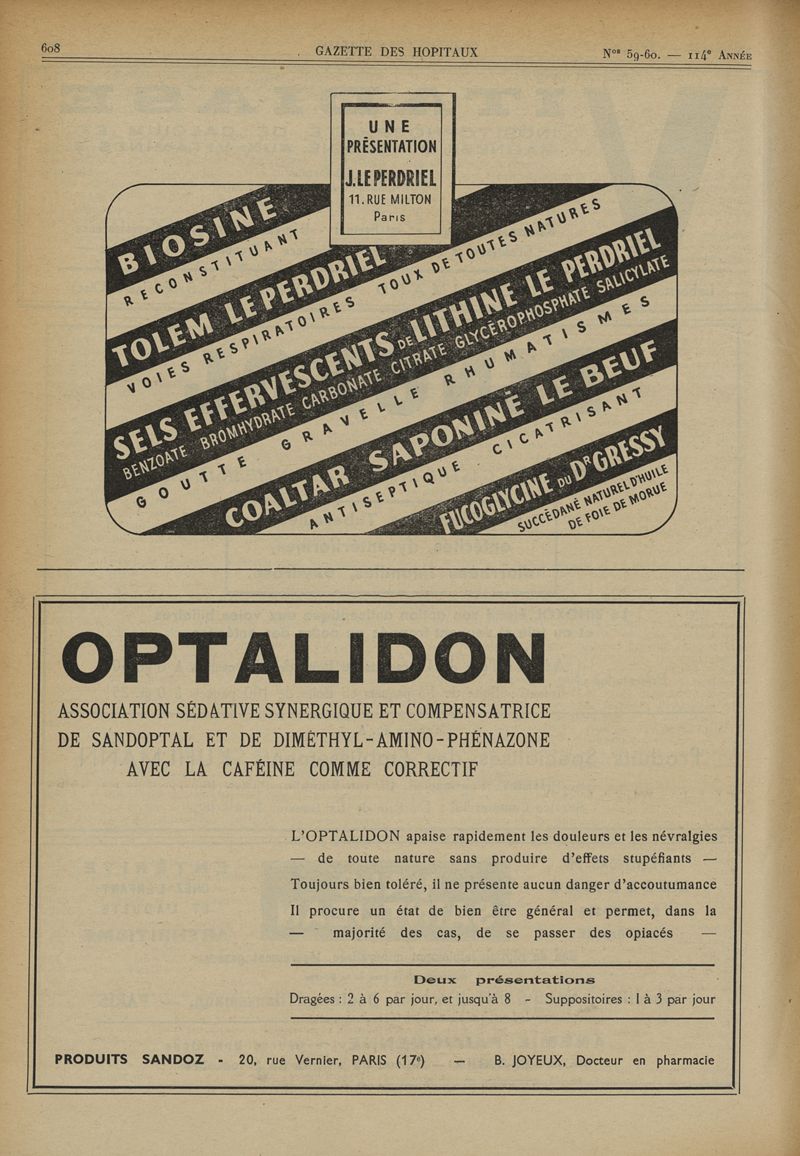 608
GAZETTE DES HOPITAUX
Nos 59-60. — 114e ANNÉE
UNE
PRÉSENTATION
J. LE PERDRIEL
11. RUE MILTON
Paris
BIOSINE
RECONSTITUANT
TOLEM LE PERDRIEL
VOIES RESPIRATOIRES TOUX DE TOUTES NATURES
SELS EFFERVESCENTS DE LITHINE LE PERDRIEL
BENZOATE BROMHYDRATE CARBONATE CITRATE GLYCÉROPHOSPHATE SALICYLATE
GOUTTE - GRAVELLE RHUMATISMES
COALTAR SAPONINÉ LE BEUF
ANTISEPTIQUE - CICATRISANT
FUCOGLYCINE DU Dr GRESSY
SUCCÉDANÉ NATUREL D'HUILE
DE FOIE DE MORUE
OPTALIDON
ASSOCIATION SÉDATIVE SYNERGIQUE ET COMPENSATRICE
DE SANDOPTAL ET DE DIMÉTHYL-AMINO-PHÉNAZONE
AVEC LA CAFÉINE COMME CORRECTIF
L'OPTALIDON apaise rapidement les douleurs et les névralgies
— de toute nature sans produire d'effets stupéfiants —
Toujours bien toléré, il ne présente aucun danger d'accoutumance
Il procure un état de bien être général et permet, dans la
— majorité des cas, de se passer des opiacés —
Deux présentations
Dragées : 2 à 6 par jour, et jusqu'à 8 - Suppositoires : 1 à 3 par jour
PRODUITS SANDOZ - 20, rue Vernier, PARIS (17e) — B. JOYEUX, Docteur en pharmacie